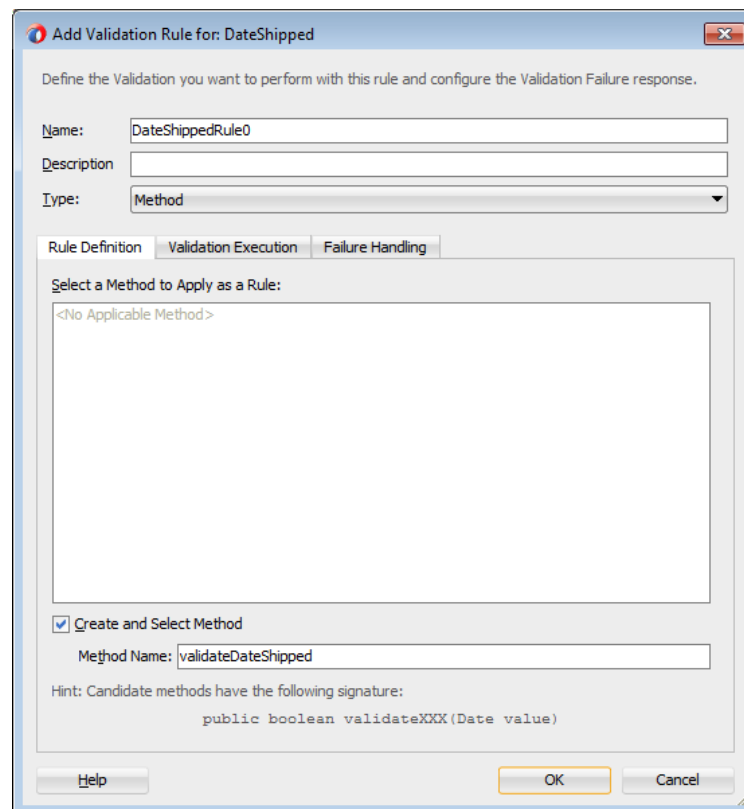 Add Validation Rule for: DateShipped
Define the Validation you want to perform with this rule and configure the Validation Failure response.
Name: DateShippedRule0
Description
Type: Method
Rule Definition Validation Execution Failure Handling
Select a Method to Apply as a Rule:
<No Applicable Method>
Create and Select Method
Method Name: validateDateShipped
Hint: Candidate methods have the following signature:
public boolean validateXXX(Date value)
Help OK Cancel